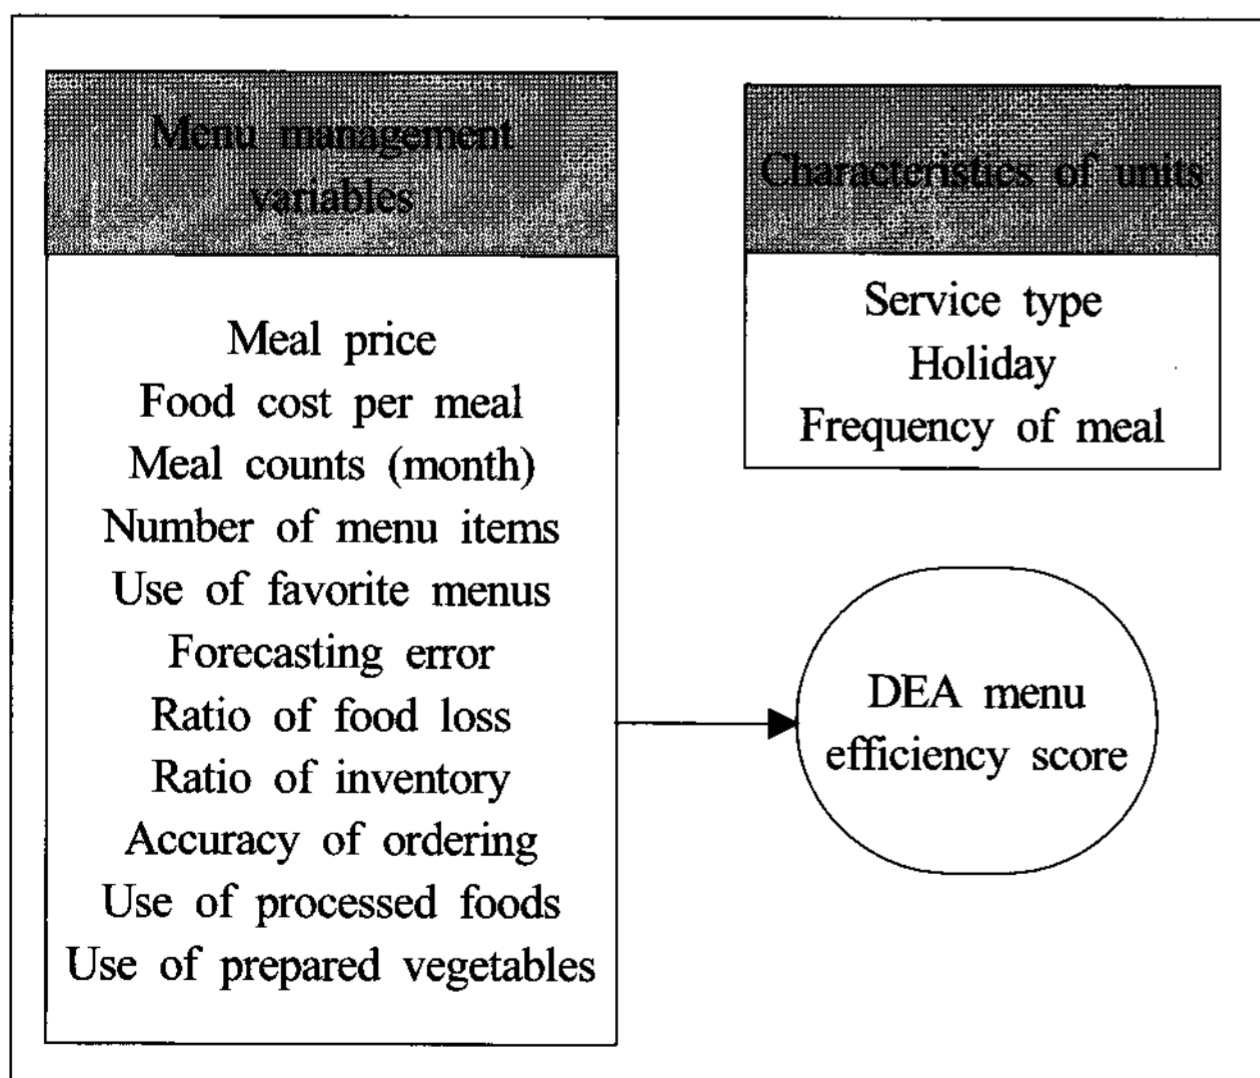 Menu management
variables
Meal price
Food cost per meal
Meal counts (month)
Number of menu items
Use of favorite menus
Forecasting error
Ratio of food loss
Ratio of inventory
Accuracy of ordering
Use of processed foods
Use of prepared vegetables
Characteristics of units
Service type
Holiday
Frequency of meal
DEA menu
efficiency score